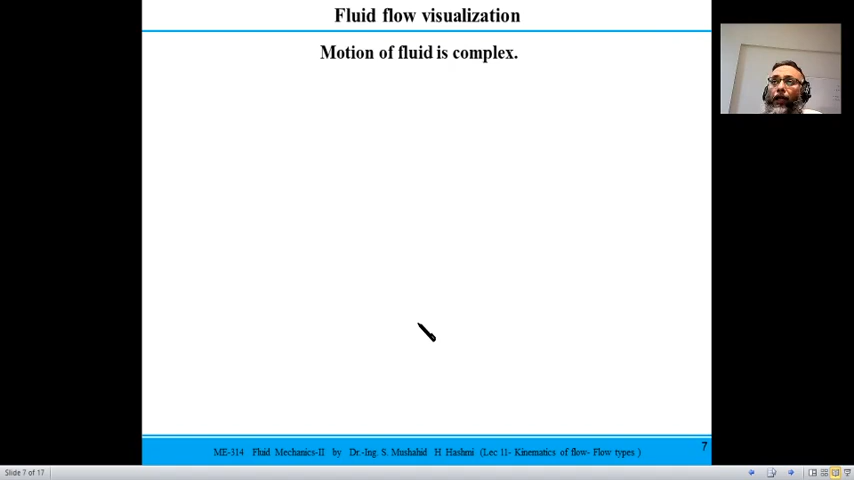 Fluid flow visualization
Motion of fluid is complex.
7
ME-314 Fluid Mechanics-II by Dr.-Ing. S. Mushahid H Hashmi (Lec 11- Kinematics of flow- Flow types )
Slide 7 of 17